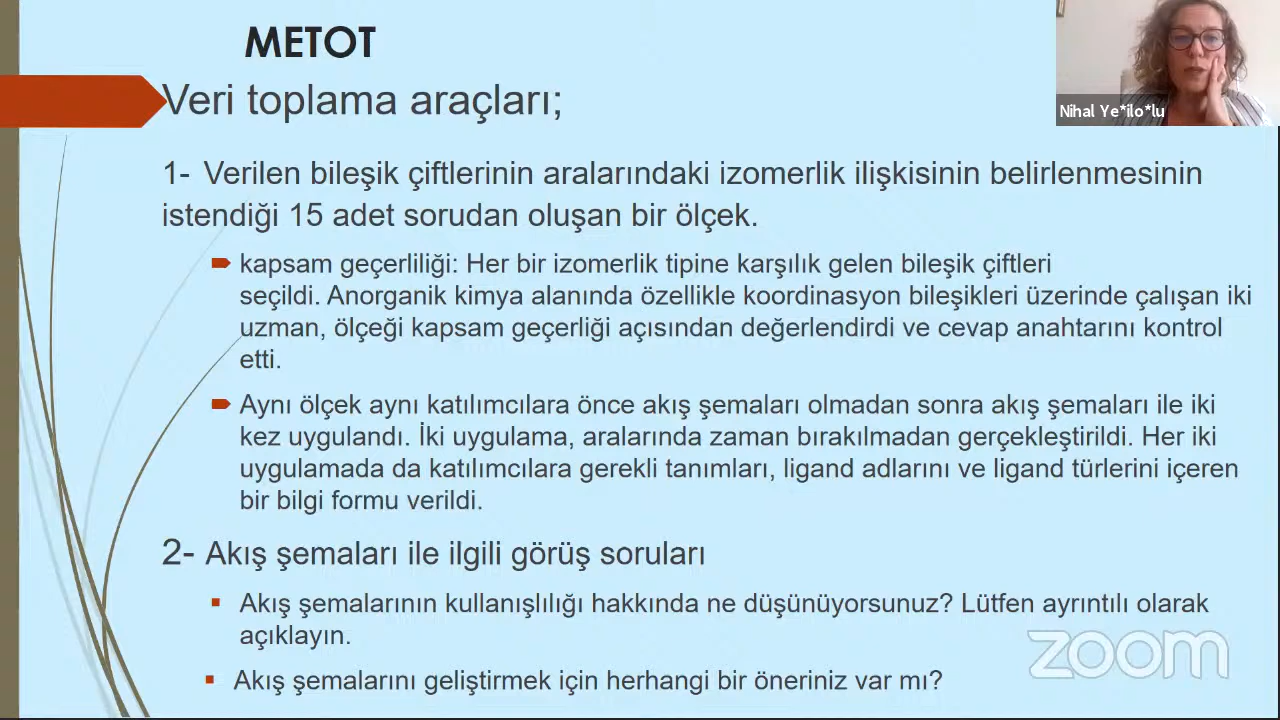 METOT
Veri toplama araçları;
Nihal Ye*ilo*lu
1- Verilen bileşik çiftlerinin aralarındaki izomerlik ilişkisinin belirlenmesinin
istendiği 15 adet sorudan oluşan bir ölçek.
kapsam geçerliliği: Her bir izomerlik tipine karşılık gelen bileşik çiftleri
seçildi. Anorganik kimya alanında özellikle koordinasyon bileşikleri üzerinde çalışan iki
uzman, ölçeği kapsam geçerliği açısından değerlendirdi ve cevap anahtarını kontrol
etti.
Aynı ölçek aynı katılımcılara önce akış şemaları olmadan sonra akış şemaları ile iki
kez uygulandı. İki uygulama, aralarında zaman bırakılmadan gerçekleştirildi. Her iki
uygulamada da katılımcılara gerekli tanımları, ligand adlarını ve ligand türlerini içeren
bir bilgi formu verildi.
2- Akış şemaları ile ilgili görüş soruları
Akış şemalarının kullanışlılığı hakkında ne düşünüyorsunuz? Lütfen ayrıntılı olarak
açıklayın.
Akış şemalarını geliştirmek için herhangi bir öneriniz var mı?
zoom